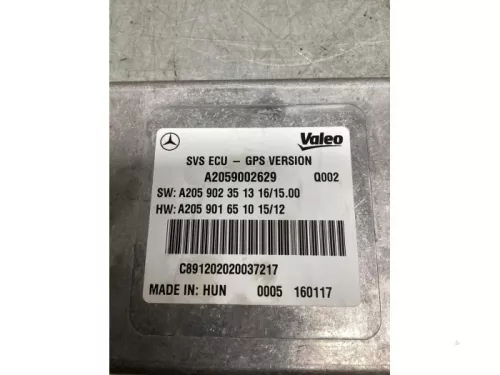 Valeo
SVS ECU – GPS VERSION
A2059002629 Q002
SW: A205 902 35 13 16/15.00
HW: A205 901 65 10 15/12
C891202020037217
MADE IN: HUN 0005 160117